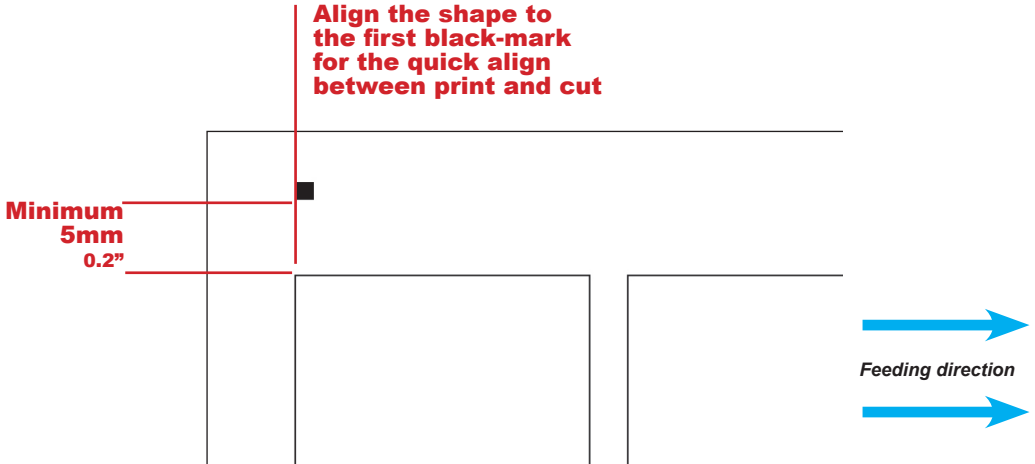 Align the shape to
the first black-mark
for the quick align
between print and cut
Minimum
5mm
0.2”
Feeding direction